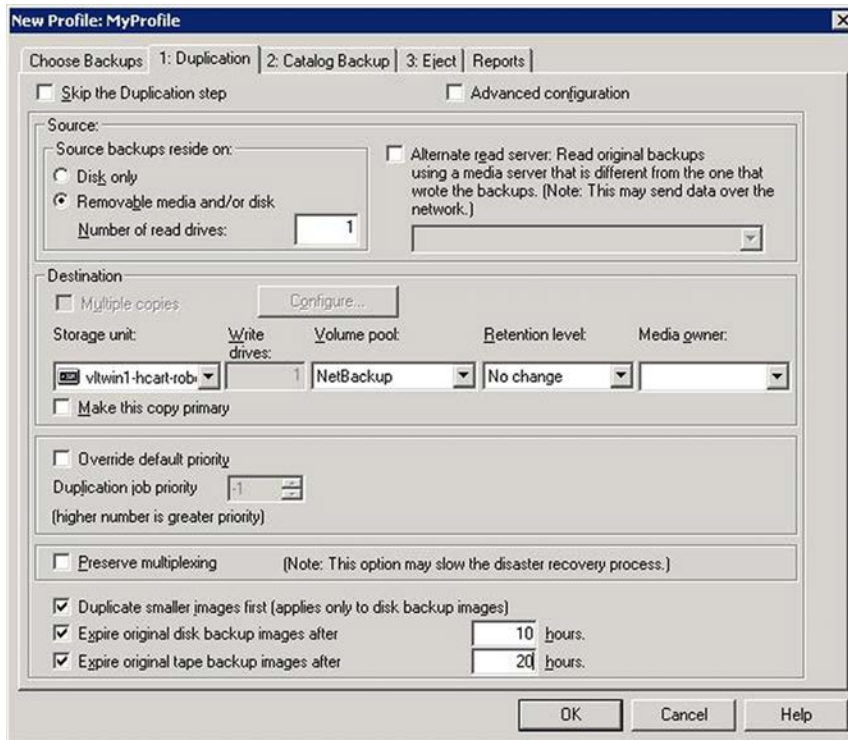 New Profile: MyProfile
Choose Backups 1: Duplication 2: Catalog Backup 3: Eject Reports
Skip the Duplication step Advanced configuration
Source:
Source backups reside on:
Disk only
Removable media and/or disk
Number of read drives: 1
Alternate read server: Read original backups
using a media server that is different from the one that
wrote the backups. (Note: This may send data over the
network.)
Destination
Multiple copies Configure...
Storage unit: Write drives: Volume pool: Retention level: Media owner:
vltwin1-hcart-rob 1 NetBackup No change
Make this copy primary
Override default priority
Duplication job priority -1
(higher number is greater priority)
Preserve multiplexing (Note: This option may slow the disaster recovery process.)
Duplicate smaller images first (applies only to disk backup images)
Expire original disk backup images after 10 hours.
Expire original tape backup images after 20 hours.
OK Cancel Help